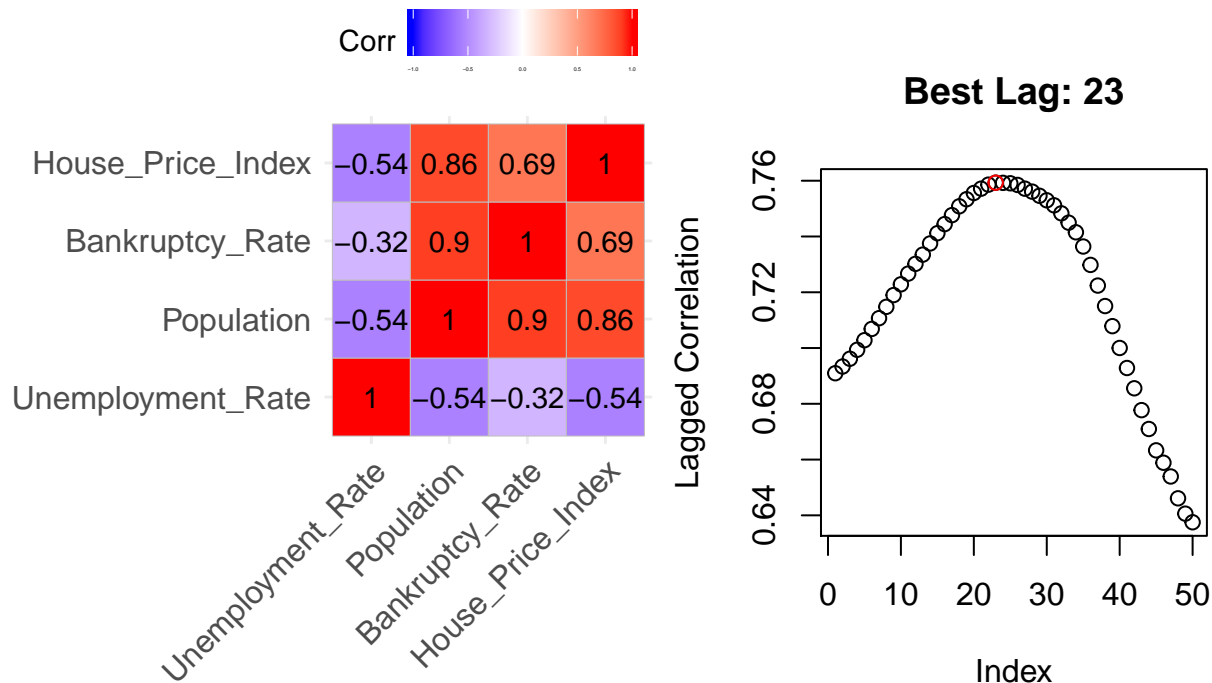 Corr
−1.0 −0.5 0.0 0.5 1.0
House_Price_Index −0.54 0.86 0.69 1
Bankruptcy_Rate −0.32 0.9 1 0.69
Population −0.54 1 0.9 0.86
Unemployment_Rate 1 −0.54 −0.32 −0.54
Unemployment_Rate
Population
Bankruptcy_Rate
House_Price_Index
Best Lag: 23
Lagged Correlation
0.76
0.72
0.68
0.64
0 10 20 30 40 50
Index